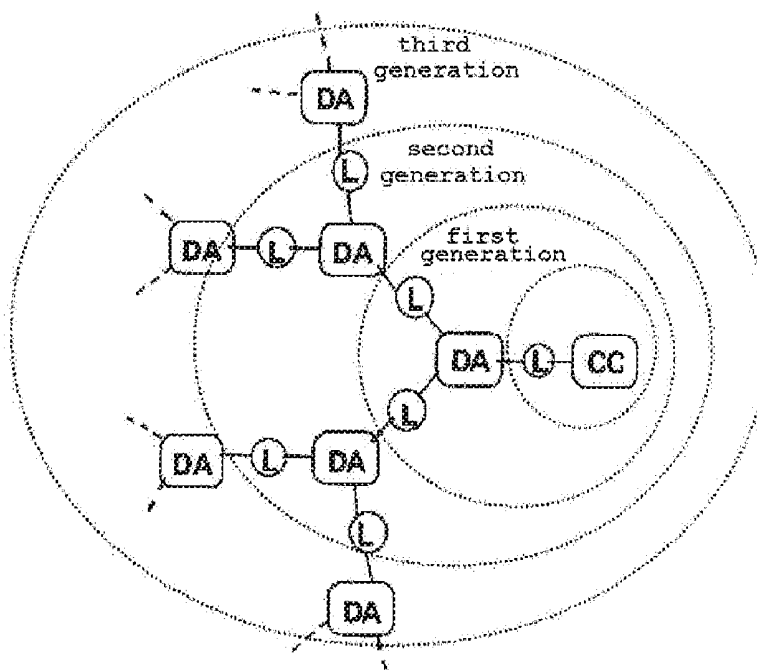 third
generation
DA
second
generation
L
first
generation
DA L DA
L
DA L CC
L
DA L DA
L
DA